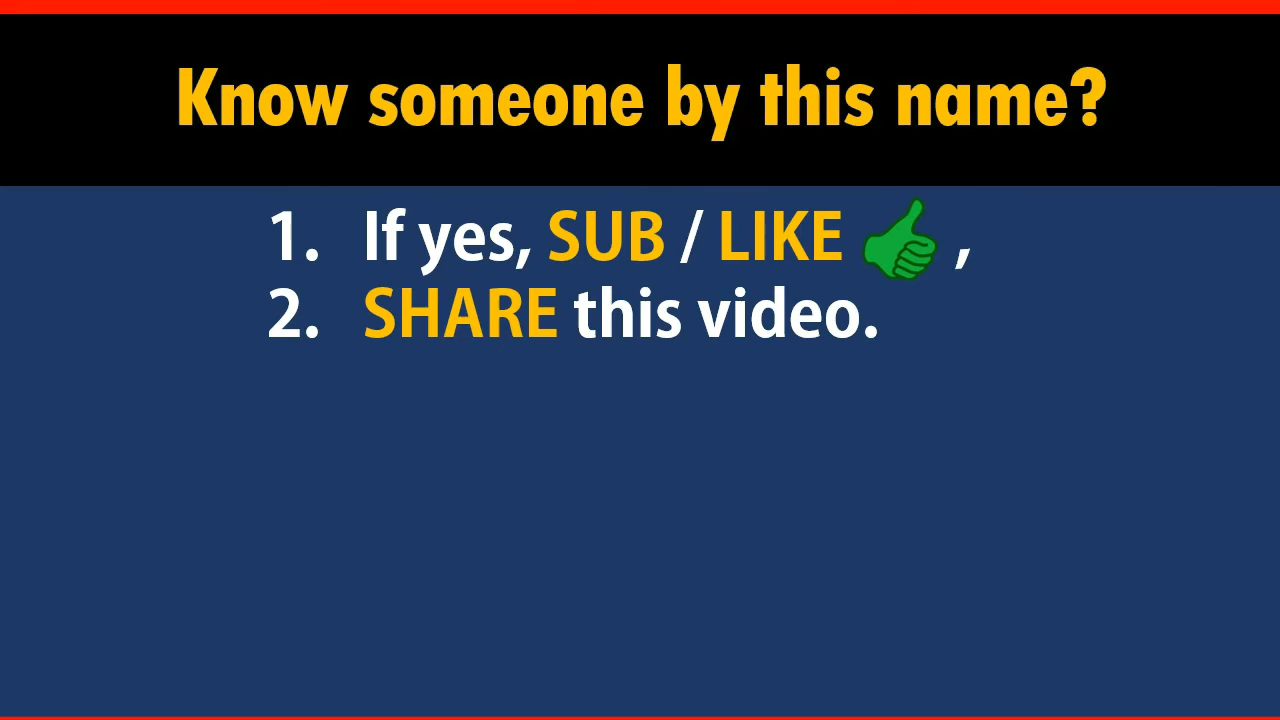 Know someone by this name?
1. If yes, SUB / LIKE ,
2. SHARE this video.